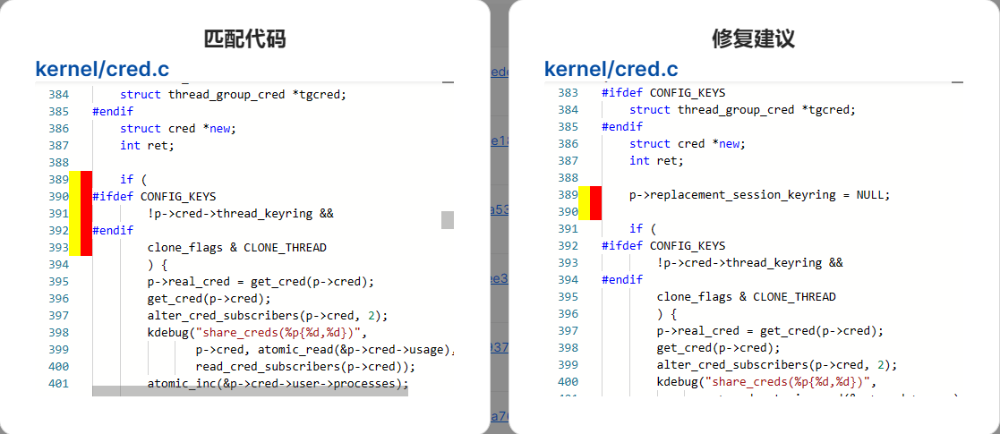 匹配代码
kernel/cred.c
384 struct thread_group_cred *tgcred;
385 #endif
386 struct cred *new;
387 int ret;
388
389 if (
390 #ifdef CONFIG_KEYS
391 !p->cred->thread_keyring &&
392 #endif
393 clone_flags & CLONE_THREAD
394 ) {
395 p->real_cred = get_cred(p->cred);
396 get_cred(p->cred);
397 alter_cred_subscribers(p->cred, 2);
398 kdebug("share_creds(%p{%d,%d})",
399 p->cred, atomic_read(&p->cred->usage),
400 read_cred_subscribers(p->cred));
401 atomic_inc(&p->cred->user->processes);
修复建议
kernel/cred.c
383 #ifdef CONFIG_KEYS
384 struct thread_group_cred *tgcred;
385 #endif
386 struct cred *new;
387 int ret;
388
389 p->replacement_session_keyring = NULL;
390
391 if (
392 #ifdef CONFIG_KEYS
393 !p->cred->thread_keyring &&
394 #endif
395 clone_flags & CLONE_THREAD
396 ) {
397 p->real_cred = get_cred(p->cred);
398 get_cred(p->cred);
399 alter_cred_subscribers(p->cred, 2);
400 kdebug("share_creds(%p{%d,%d})",